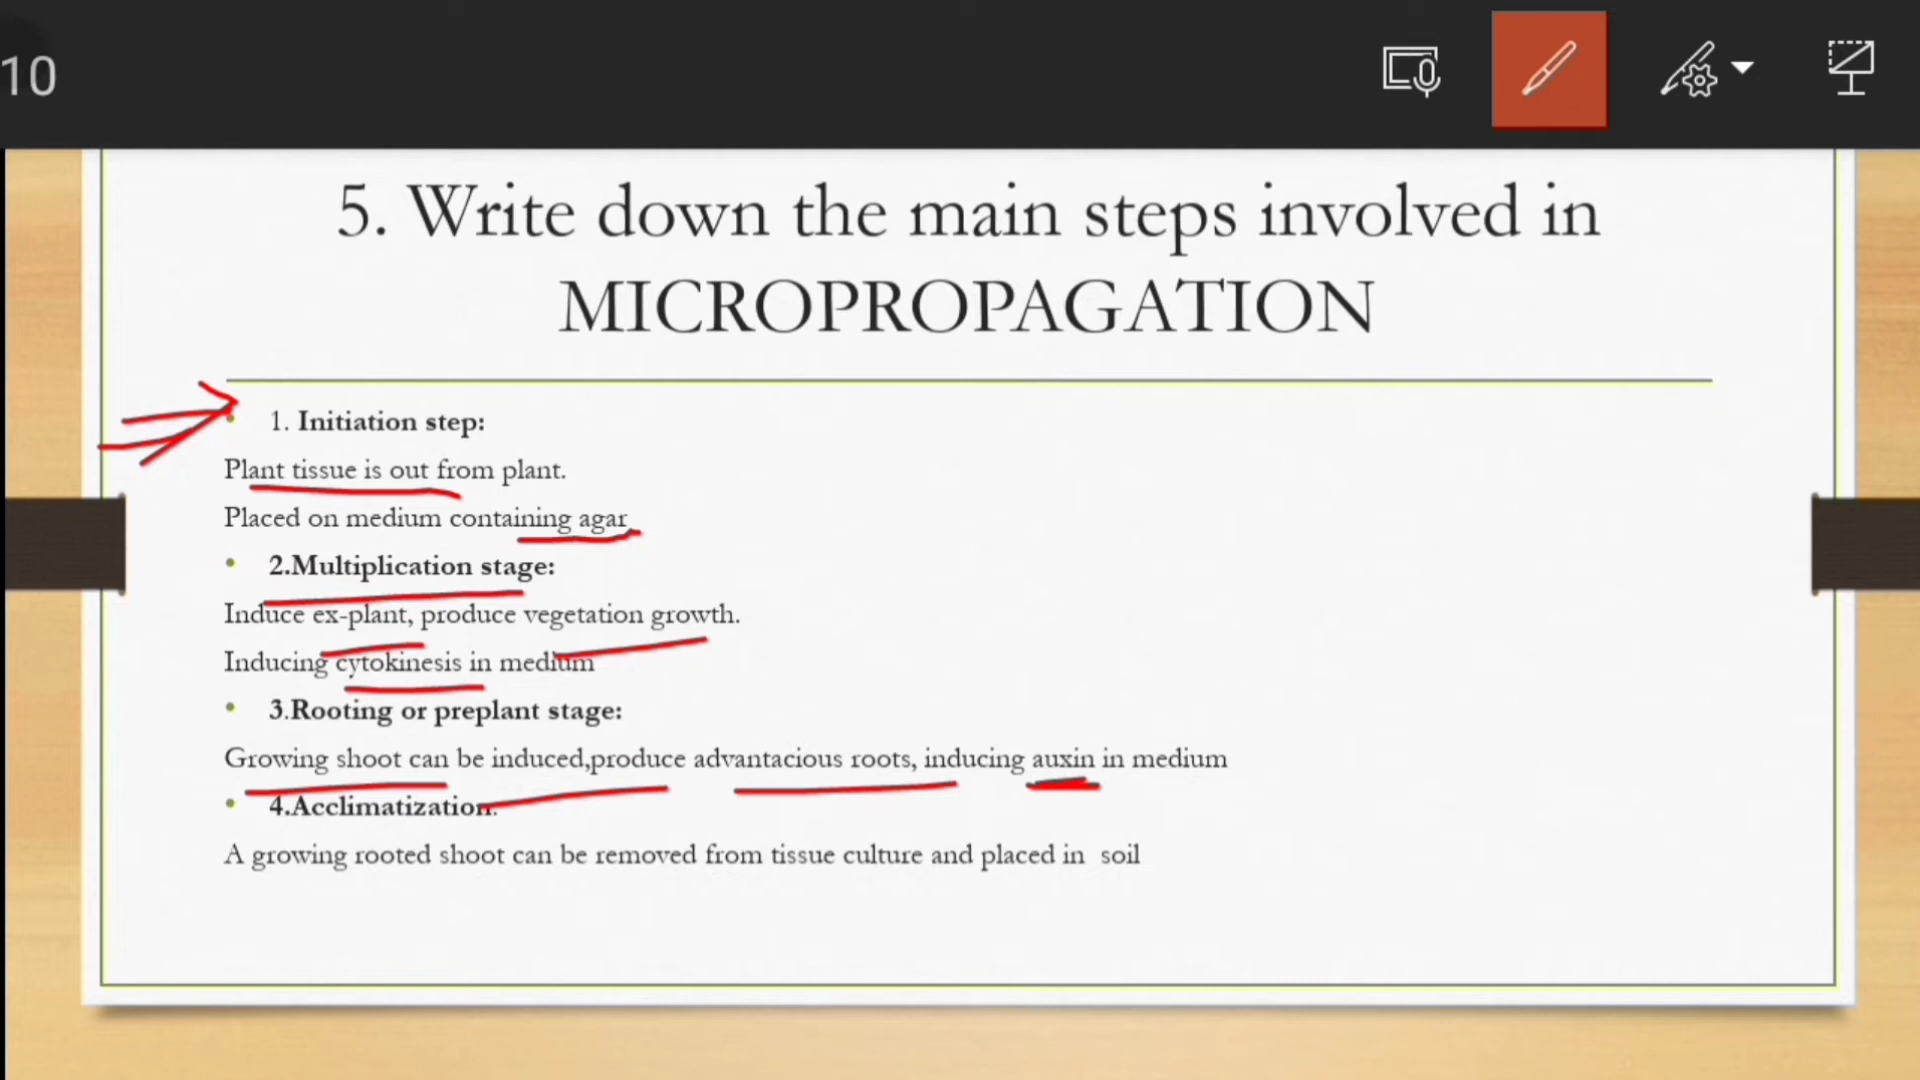 10
5. Write down the main steps involved in
MICROPROPAGATION
• 1. Initiation step:
Plant tissue is out from plant.
Placed on medium containing agar
• 2.Multiplication stage:
Induce ex-plant, produce vegetation growth.
Inducing cytokinesis in medium
• 3.Rooting or preplant stage:
Growing shoot can be induced,produce advantacious roots, inducing auxin in medium
• 4.Acclimatization.
A growing rooted shoot can be removed from tissue culture and placed in soil